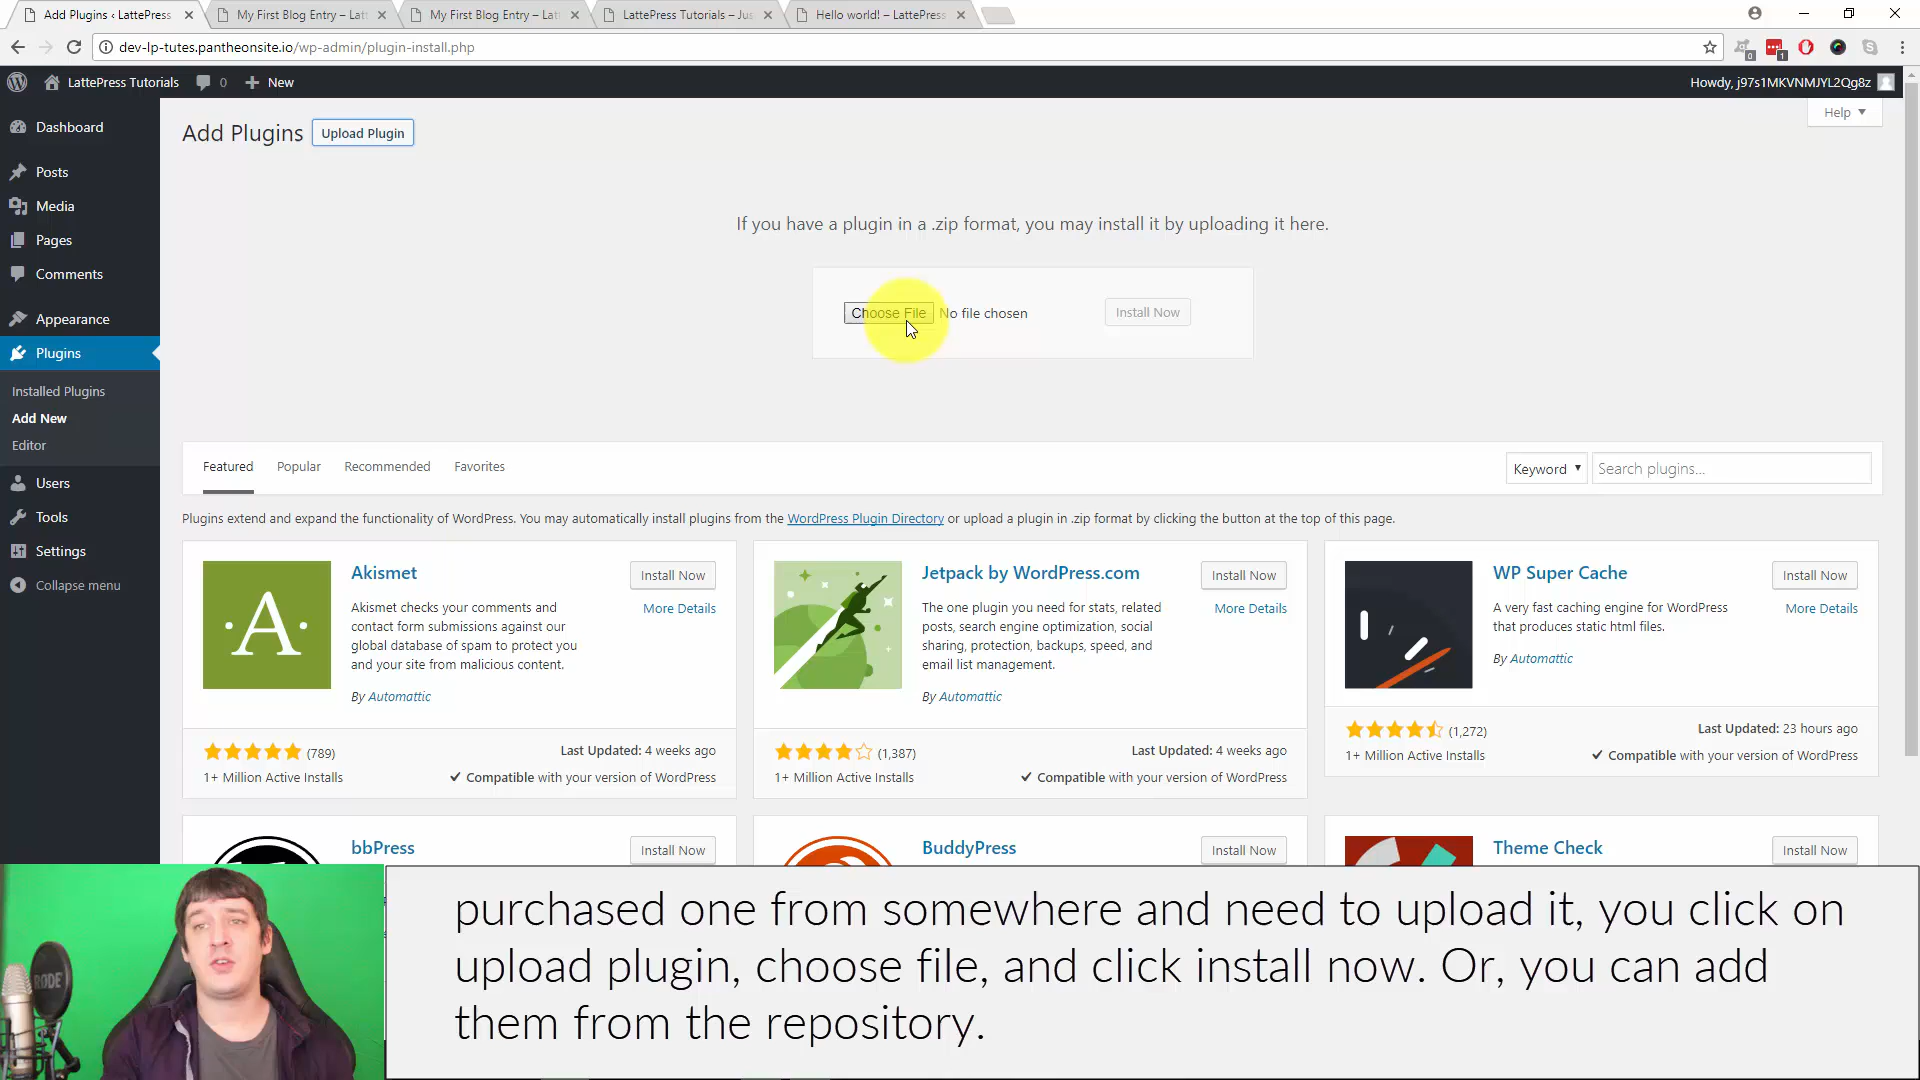 Add Plugins ‹ LattePress
My First Blog Entry – Latt
My First Blog Entry – Latt
LattePress Tutorials – Jus
Hello world! – LattePress
dev-lp-tutes.pantheonsite.io/wp-admin/plugin-install.php
0
1
LattePress Tutorials
0
New
Howdy, j97s1MKVNMJYL2Qg8z
Dashboard
Posts
Media
Pages
Comments
Appearance
Plugins
Installed Plugins
Add New
Editor
Users
Tools
Settings
Collapse menu
Add Plugins
Upload Plugin
Help
If you have a plugin in a .zip format, you may install it by uploading it here.
Choose File No file chosen
Install Now
Featured
Popular
Recommended
Favorites
Keyword
Search plugins...
Plugins extend and expand the functionality of WordPress. You may automatically install plugins from the WordPress Plugin Directory or upload a plugin in .zip format by clicking the button at the top of this page.
A
Akismet
Install Now
More Details
Akismet checks your comments and
contact form submissions against our
global database of spam to protect you
and your site from malicious content.
By Automattic
(789)
Last Updated: 4 weeks ago
1+ Million Active Installs
Compatible with your version of WordPress
Jetpack by WordPress.com
Install Now
More Details
The one plugin you need for stats, related
posts, search engine optimization, social
sharing, protection, backups, speed, and
email list management.
By Automattic
(1,387)
Last Updated: 4 weeks ago
1+ Million Active Installs
Compatible with your version of WordPress
WP Super Cache
Install Now
More Details
A very fast caching engine for WordPress
that produces static html files.
By Automattic
(1,272)
Last Updated: 23 hours ago
1+ Million Active Installs
Compatible with your version of WordPress
bbPress
Install Now
BuddyPress
Install Now
Theme Check
Install Now
RODE
purchased one from somewhere and need to upload it, you click on
upload plugin, choose file, and click install now. Or, you can add
them from the repository.